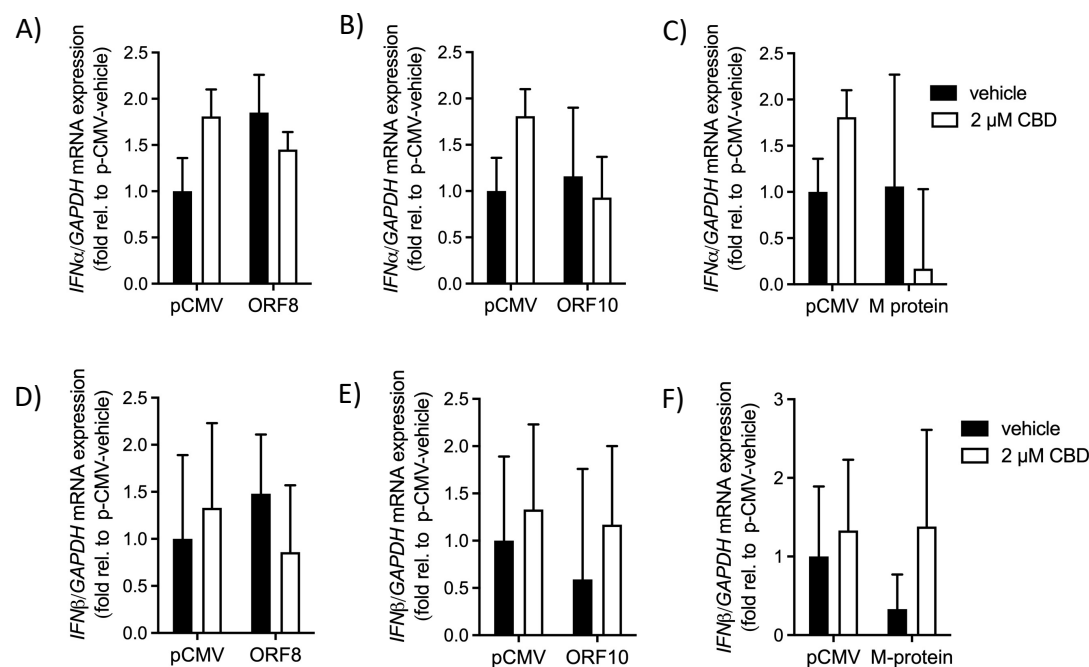 A)
IFNα/GAPDH mRNA expression
(fold rel. to p-CMV-vehicle)
2.5
2.0
1.5
1.0
0.5
0.0
pCMV ORF8
B)
IFNα/GAPDH mRNA expression
(fold rel. to p-CMV-vehicle)
2.5
2.0
1.5
1.0
0.5
0.0
pCMV ORF10
C)
IFNα/GAPDH mRNA expression
(fold rel. to p-CMV-vehicle)
2.5
2.0
1.5
1.0
0.5
0.0
pCMV M protein
vehicle
2 μM CBD
D)
IFNβ/GAPDH mRNA expression
(fold rel. to p-CMV-vehicle)
2.5
2.0
1.5
1.0
0.5
0.0
pCMV ORF8
E)
IFNβ/GAPDH mRNA expression
(fold rel. to p-CMV-vehicle)
2.5
2.0
1.5
1.0
0.5
0.0
pCMV ORF10
F)
IFNβ/GAPDH mRNA expression
(fold rel. to p-CMV-vehicle)
3
2
1
0
pCMV M-protein
vehicle
2 μM CBD